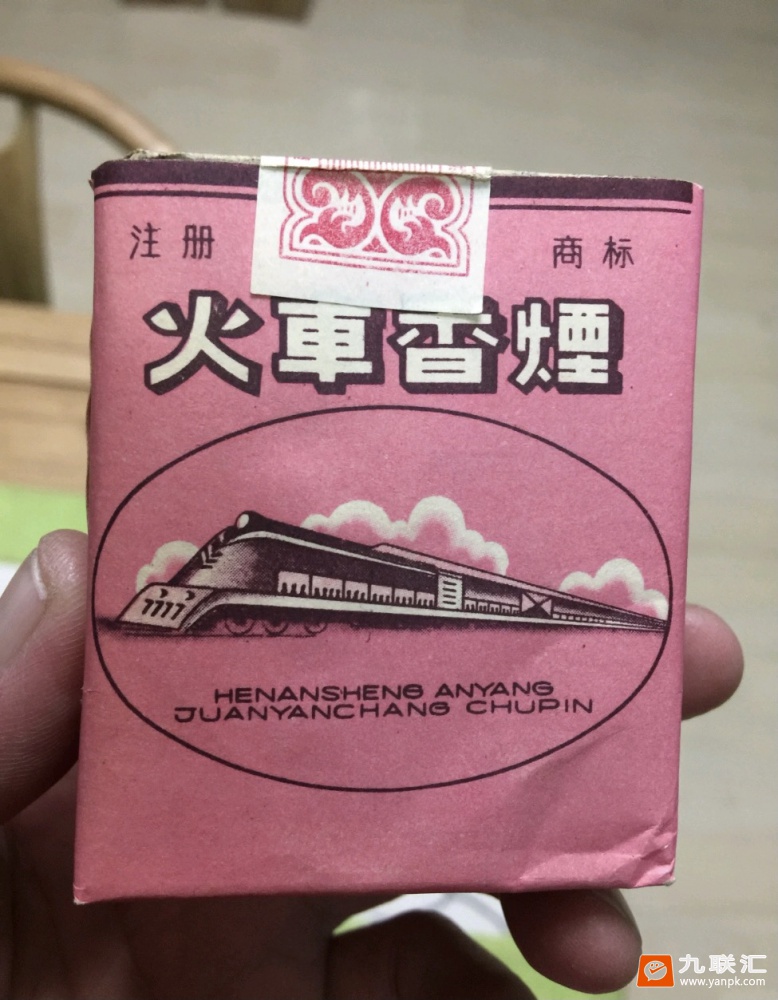 注册 商标
火車香煙
HENANSHENG ANYANG
JUANYANCHANG CHUPIN
九联汇
www.yanpk.com